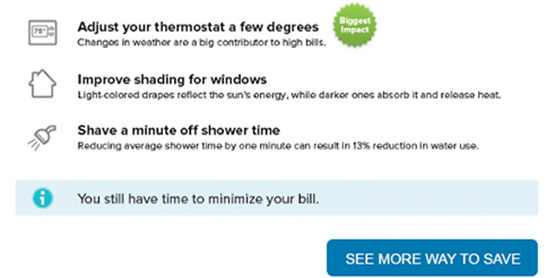 78°
Adjust your thermostat a few degrees
Biggest
Impact
Changes in weather are a big contributor to high bills.
Improve shading for windows
Light-colored drapes reflect the sun's energy, while darker ones absorb it and release heat.
Shave a minute off shower time
Reducing average shower time by one minute can result in 13% reduction in water use.
i
You still have time to minimize your bill.
SEE MORE WAY TO SAVE